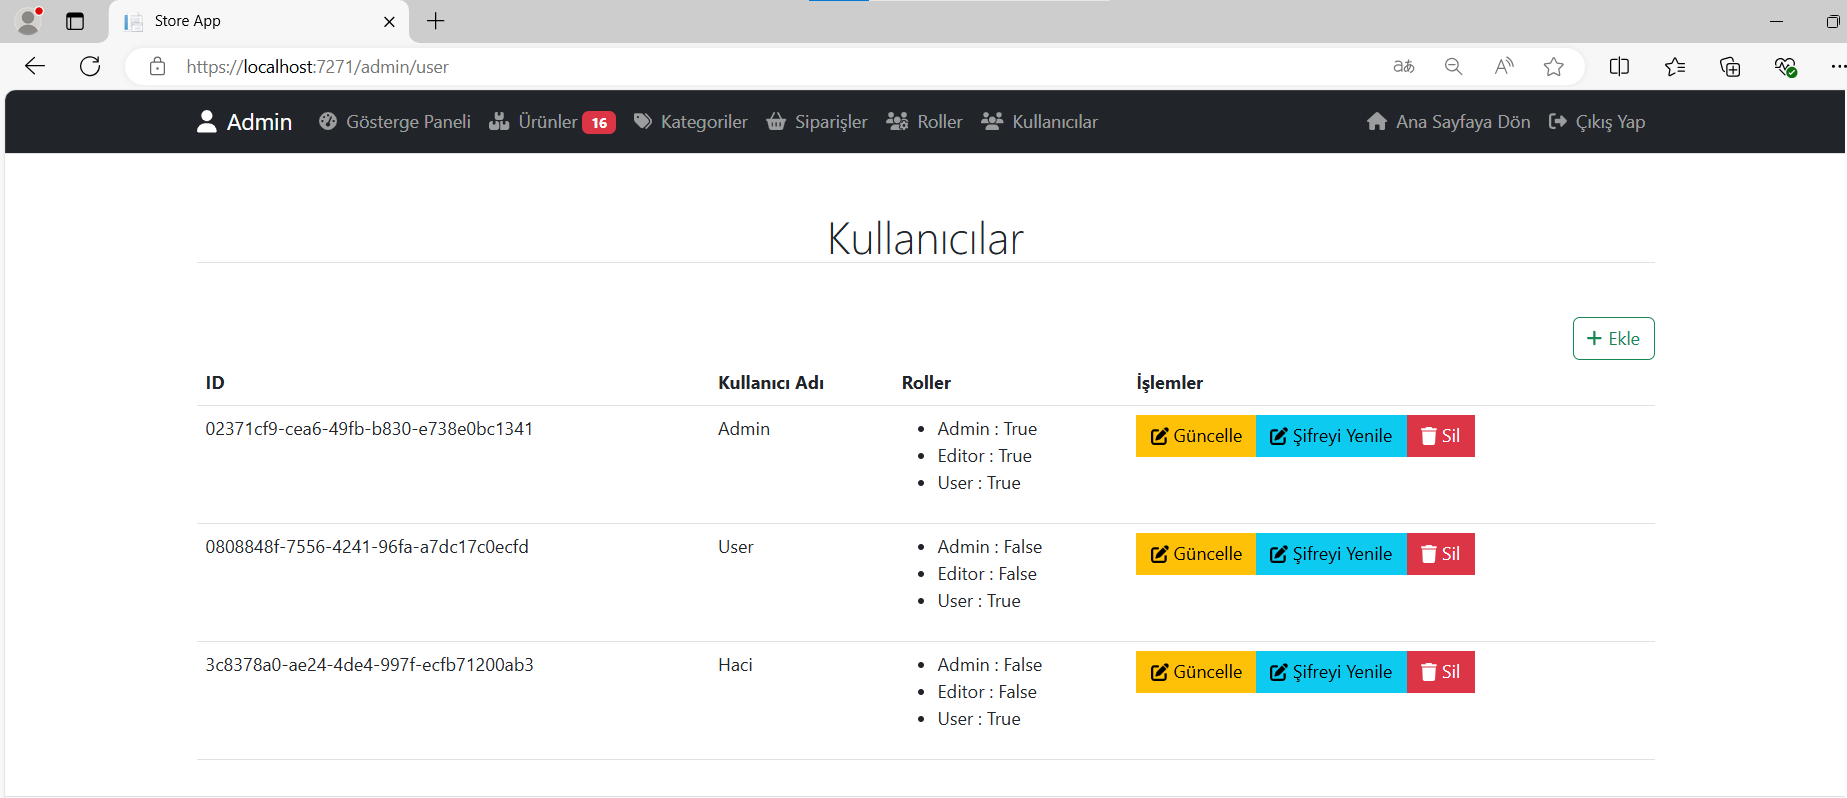 Store App
https://localhost:7271/admin/user
Admin Gösterge Paneli Ürünler 16 Kategoriler Siparişler Roller Kullanıcılar Ana Sayfaya Dön Çıkış Yap
Kullanıcılar
+ Ekle
ID Kullanıcı Adı Roller İşlemler
02371cf9-cea6-49fb-b830-e738e0bc1341 Admin • Admin : True Güncelle Şifreyi Yenile Sil
• Editor : True
• User : True
0808848f-7556-4241-96fa-a7dc17c0ecfd User • Admin : False Güncelle Şifreyi Yenile Sil
• Editor : False
• User : True
3c8378a0-ae24-4de4-997f-ecfb71200ab3 Haci • Admin : False Güncelle Şifreyi Yenile Sil
• Editor : False
• User : True